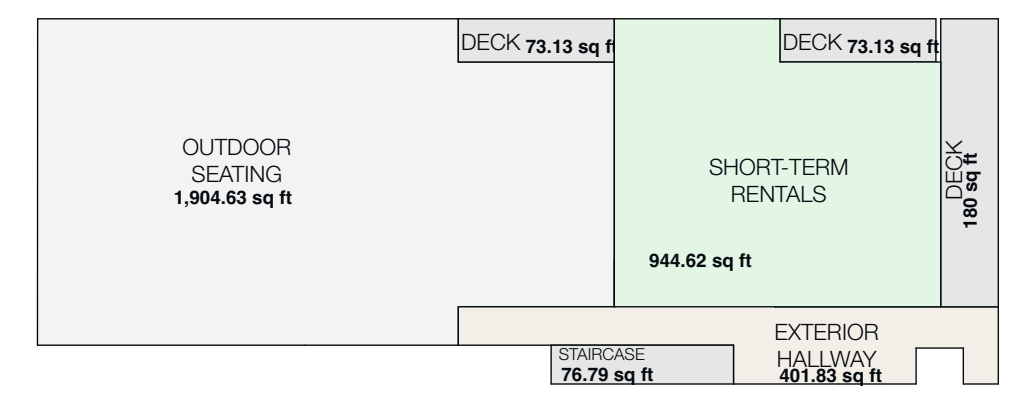 DECK 73.13 sq ft
DECK 73.13 sq ft
OUTDOOR
SEATING
1,904.63 sq ft
SHORT-TERM
RENTALS
944.62 sq ft
DECK
180 sq ft
EXTERIOR
HALLWAY
401.83 sq ft
STAIRCASE
76.79 sq ft